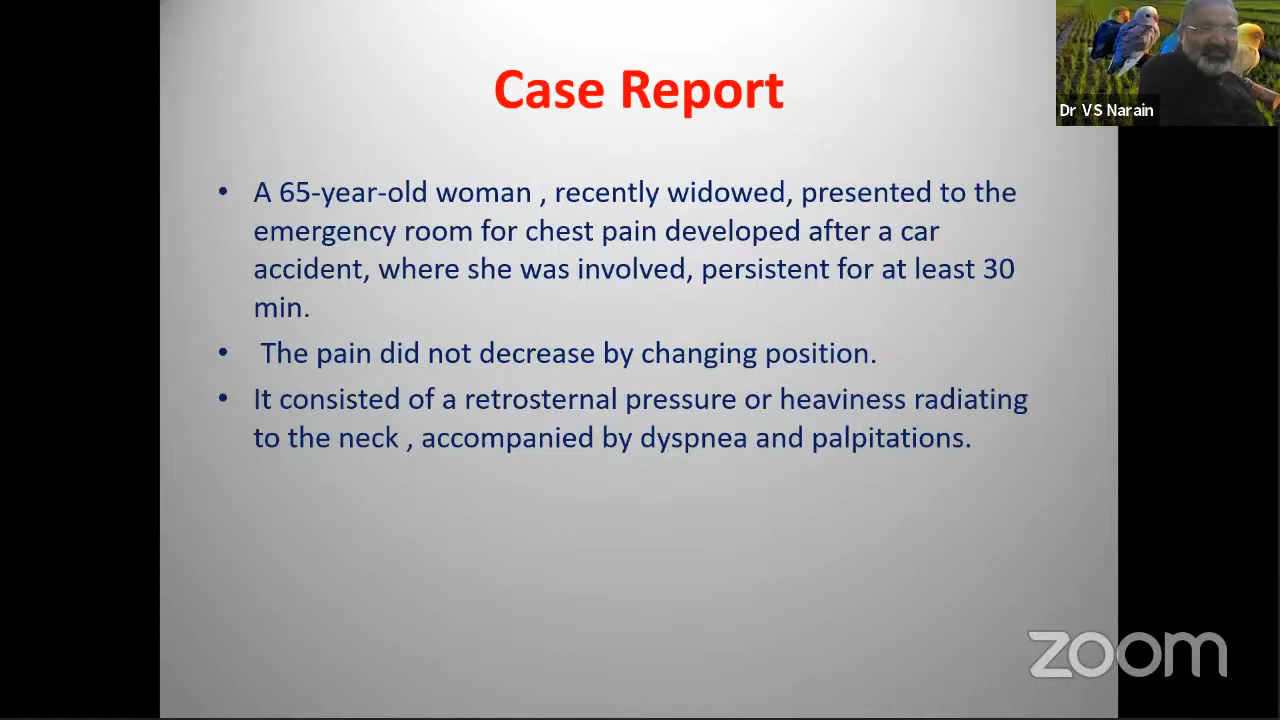 Case Report
Dr V S Narain
• A 65-year-old woman , recently widowed, presented to the
emergency room for chest pain developed after a car
accident, where she was involved, persistent for at least 30
min.
• The pain did not decrease by changing position.
• It consisted of a retrosternal pressure or heaviness radiating
to the neck , accompanied by dyspnea and palpitations.
zoom